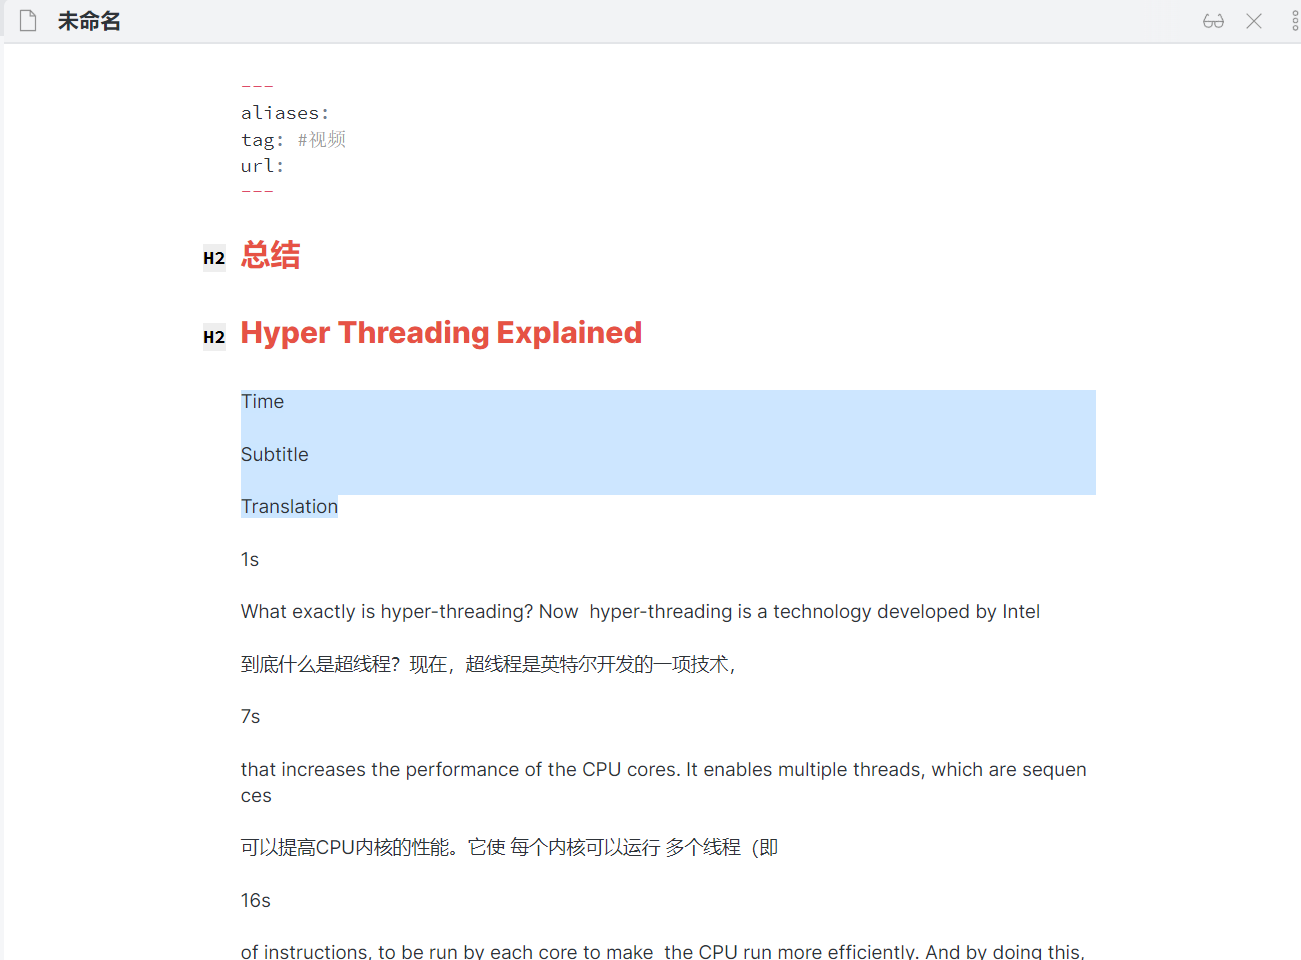 未命名
---
aliases:
tag: #视频
url:
---
H2 总结
H2 Hyper Threading Explained
Time
Subtitle
Translation
1s
What exactly is hyper-threading? Now  hyper-threading is a technology developed by Intel
到底什么是超线程？现在，超线程是英特尔开发的一项技术，
7s
that increases the performance of the CPU cores. It enables multiple threads, which are sequen
ces
可以提高CPU内核的性能。它使 每个内核可以运行 多个线程（即
16s
of instructions, to be run by each core to make  the CPU run more efficiently. And by doing this,